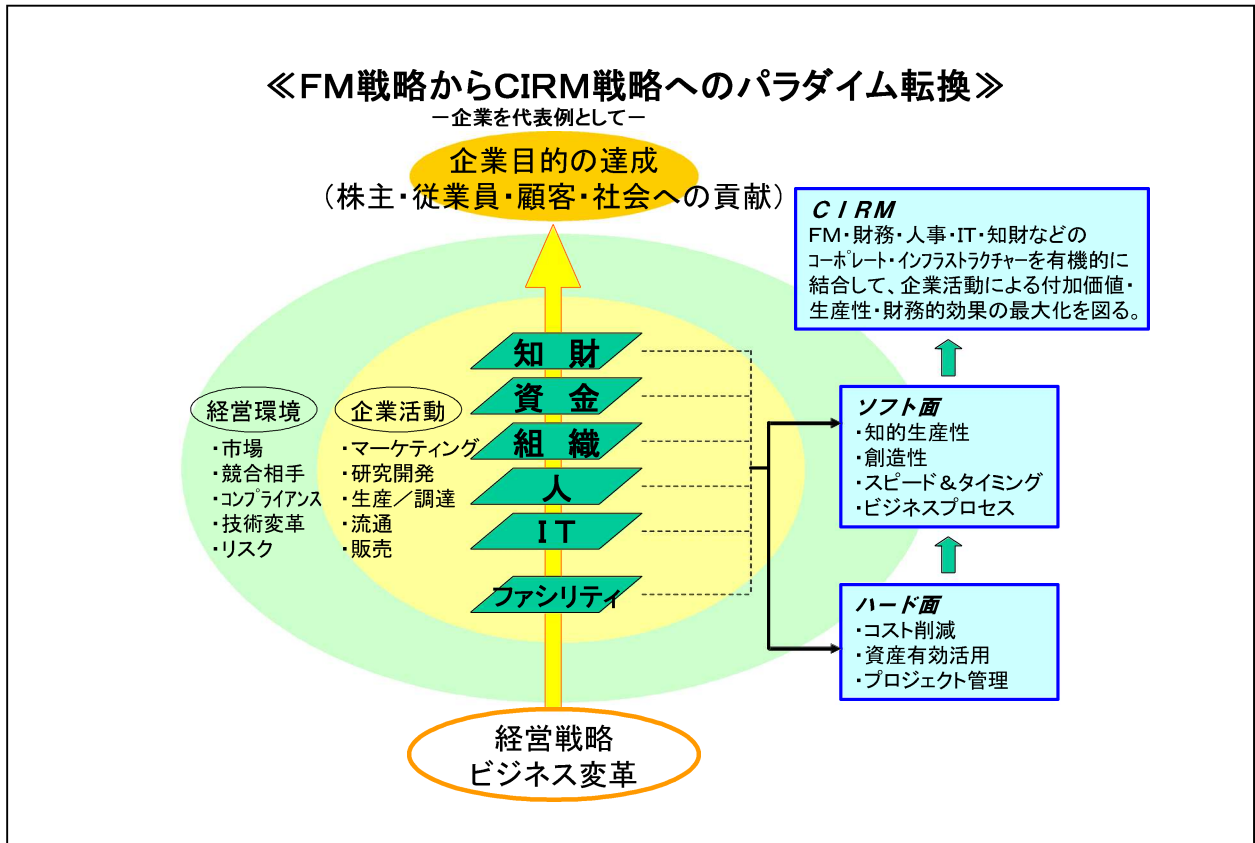 ≪ＦＭ戦略からＣＩＲＭ戦略へのパラダイム転換≫
－企業を代表例として－
企業目的の達成
（株主・従業員・顧客・社会への貢献）
ＣＩＲＭ
ＦＭ・財務・人事・ＩＴ・知財などの
ｺｰﾎﾟﾚｰﾄ・ｲﾝﾌﾗｽﾄﾗｸﾁｬｰを有機的に
結合して、企業活動による付加価値・
生産性・財務的効果の最大化を図る。
経営環境
・市場
・競合相手
・ｺﾝﾌﾟﾗｲｱﾝｽ
・技術変革
・リスク
企業活動
・マーケティング
・研究開発
・生産／調達
・流通
・販売
知　財
資　金
組　織
人
ＩＴ
ファシリティ
ソフト面
・知的生産性
・創造性
・スピード＆タイミング
・ビジネスプロセス
ハード面
・コスト削減
・資産有効活用
・プロジェクト管理
経営戦略
ビジネス変革